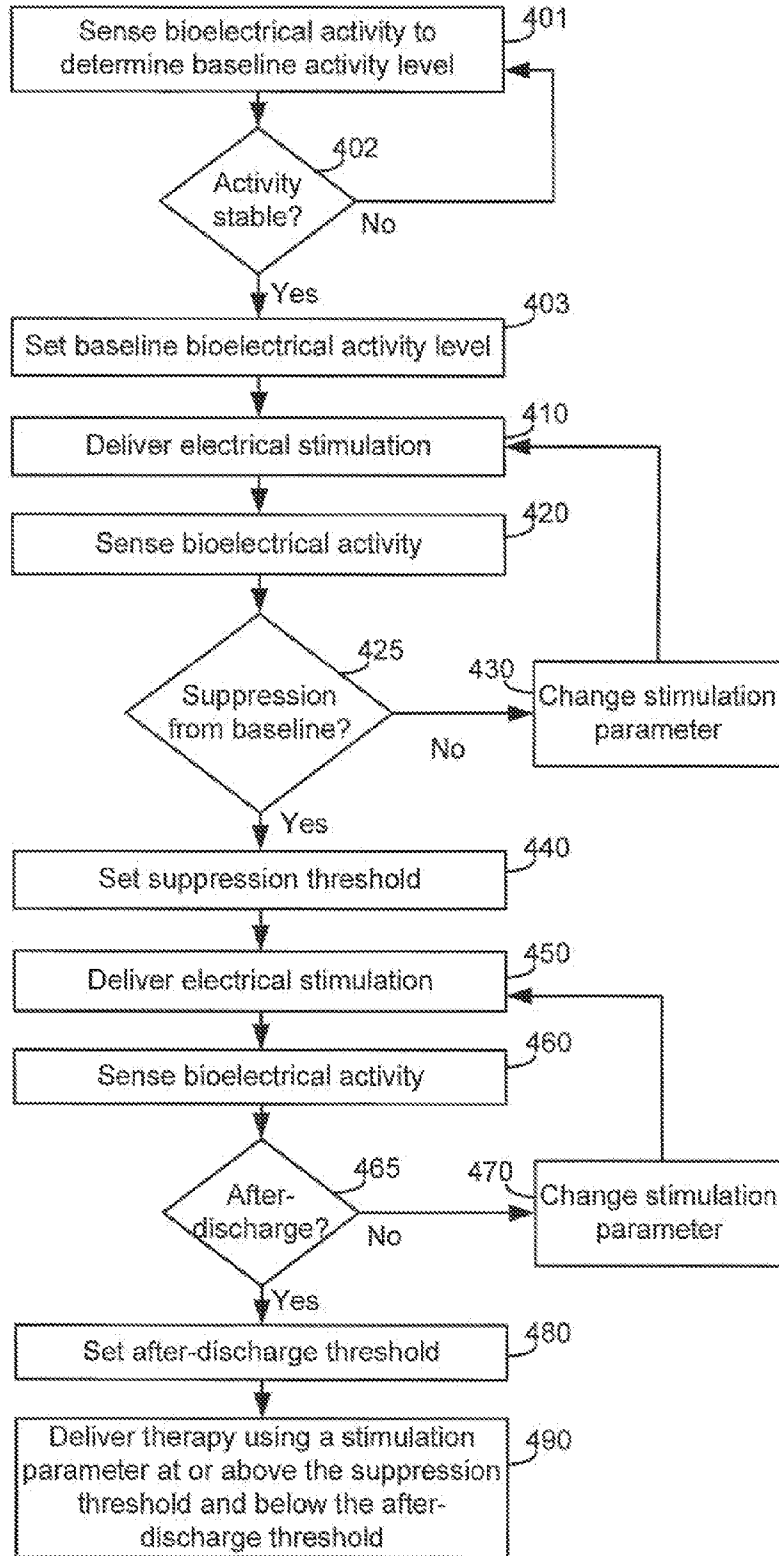 Sense bioelectrical activity to
determine baseline activity level
401
402
Activity
stable?
No
Yes
403
Set baseline bioelectrical activity level
410
Deliver electrical stimulation
420
Sense bioelectrical activity
425
Suppression
from baseline?
No
430
Change stimulation
parameter
Yes
440
Set suppression threshold
450
Deliver electrical stimulation
460
Sense bioelectrical activity
465
After-
discharge?
No
470
Change stimulation
parameter
Yes
480
Set after-discharge threshold
490
Deliver therapy using a stimulation
parameter at or above the suppression
threshold and below the after-
discharge threshold